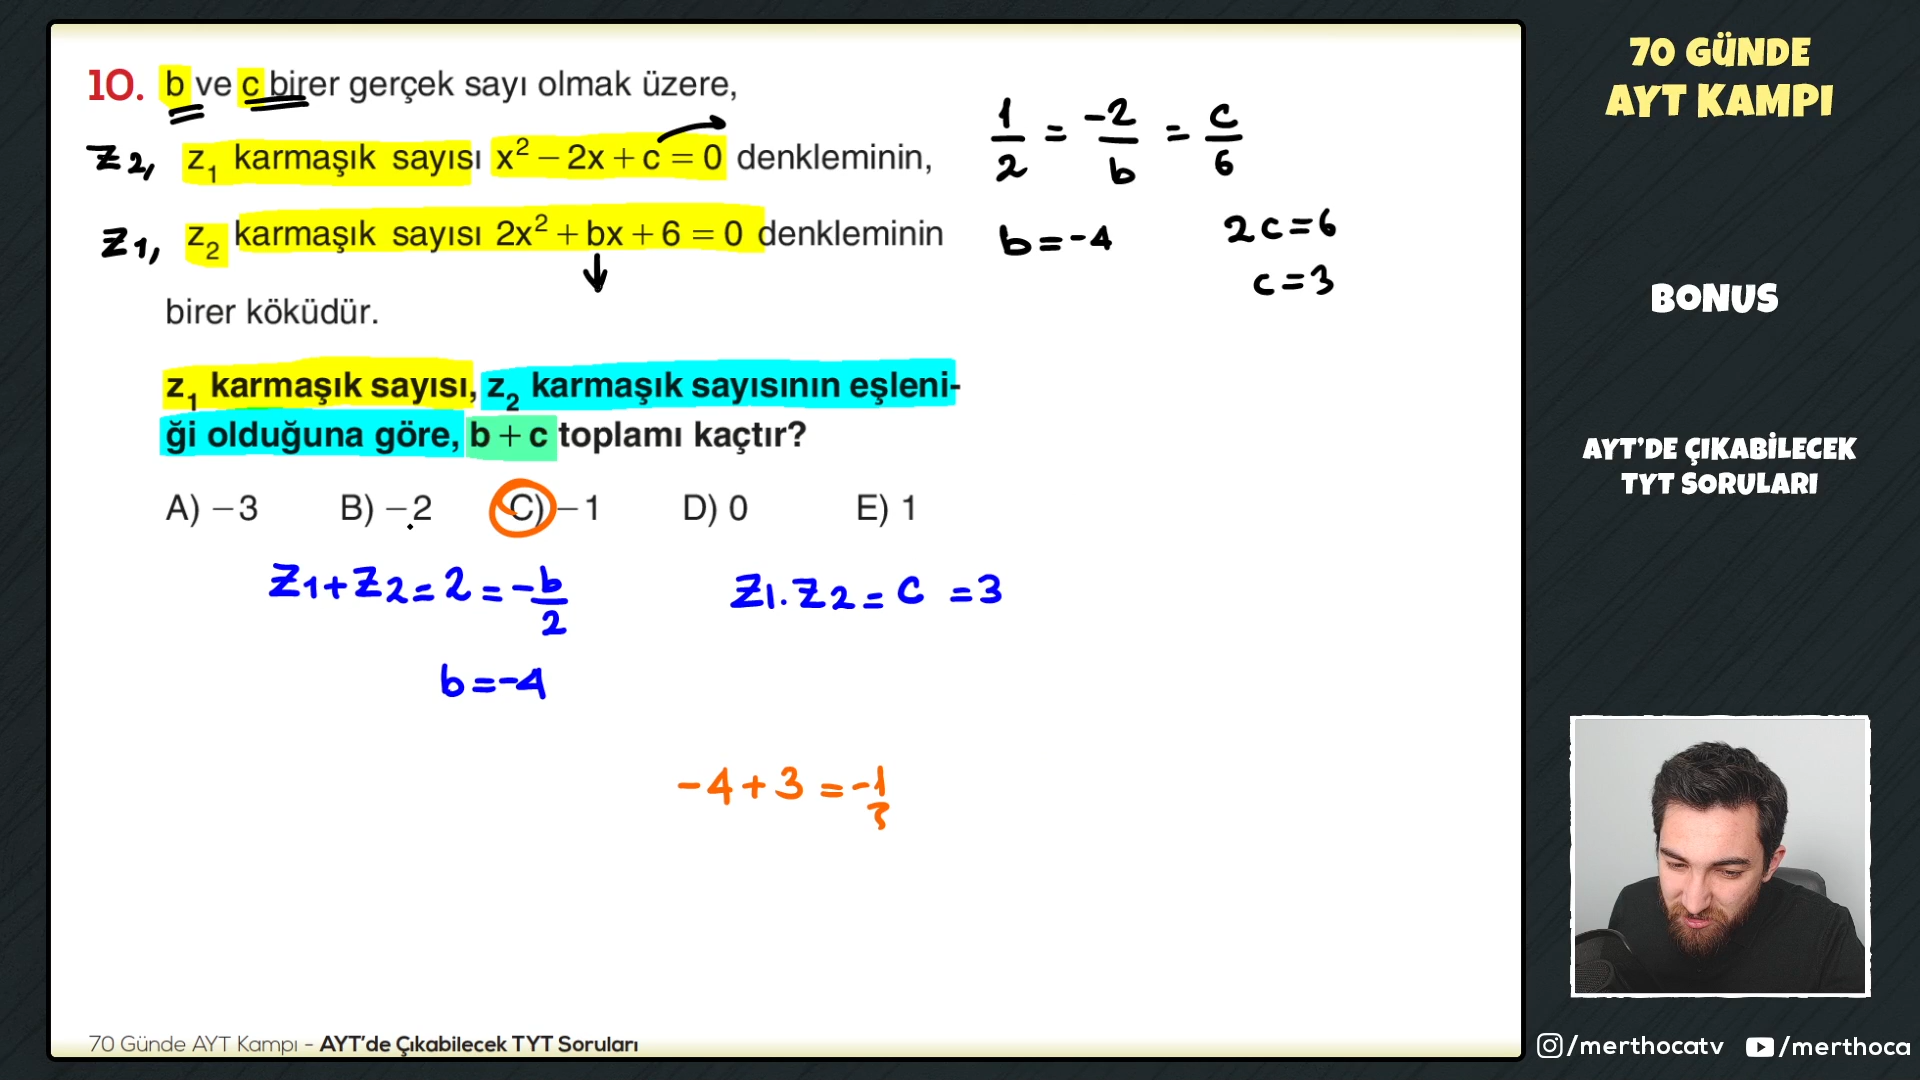 10. b ve c birer gerçek sayı olmak üzere,
z2, z1 karmaşık sayısı x² − 2x + c = 0 denkleminin,
z1, z2 karmaşık sayısı 2x² + bx + 6 = 0 denkleminin
birer köküdür.
z1 karmaşık sayısı, z2 karmaşık sayısının eşleni-
ği olduğuna göre, b + c toplamı kaçtır?
A) −3 B) −2 C) −1 D) 0 E) 1
1/2 = -2/b = c/6
b=-4
2c=6
c=3
z1+z2=2=-b/2
b=-4
z1.z2=c =3
-4+3=-1
70 GÜNDE
AYT KAMPI
BONUS
AYT'DE ÇIKABİLECEK
TYT SORULARI
70 Günde AYT Kampı - AYT'de Çıkabilecek TYT Soruları
/merthocatv /merthoca